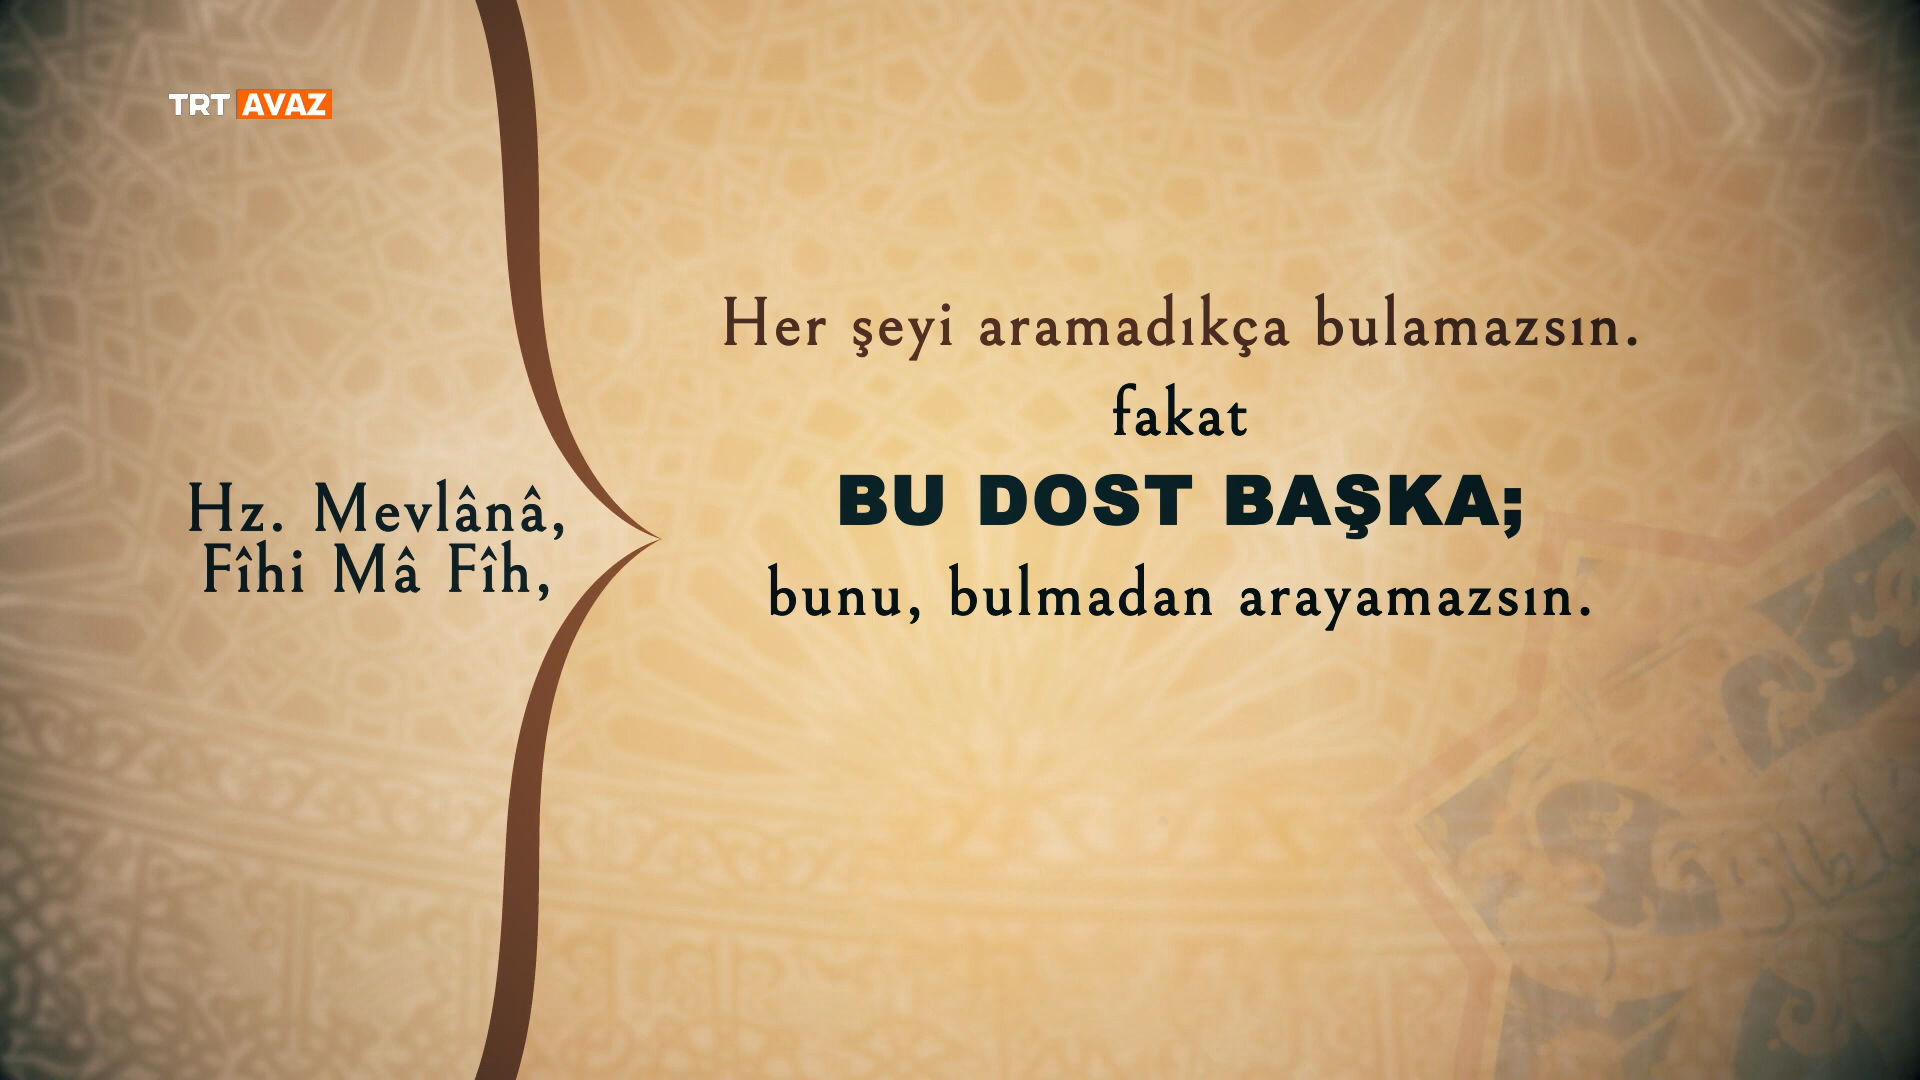 TRT AVAZ
Hz. Mevlânâ,
Fîhi Mâ Fîh,
Her şeyi aramadıkça bulamazsın.
fakat
BU DOST BAŞKA;
bunu, bulmadan arayamazsın.